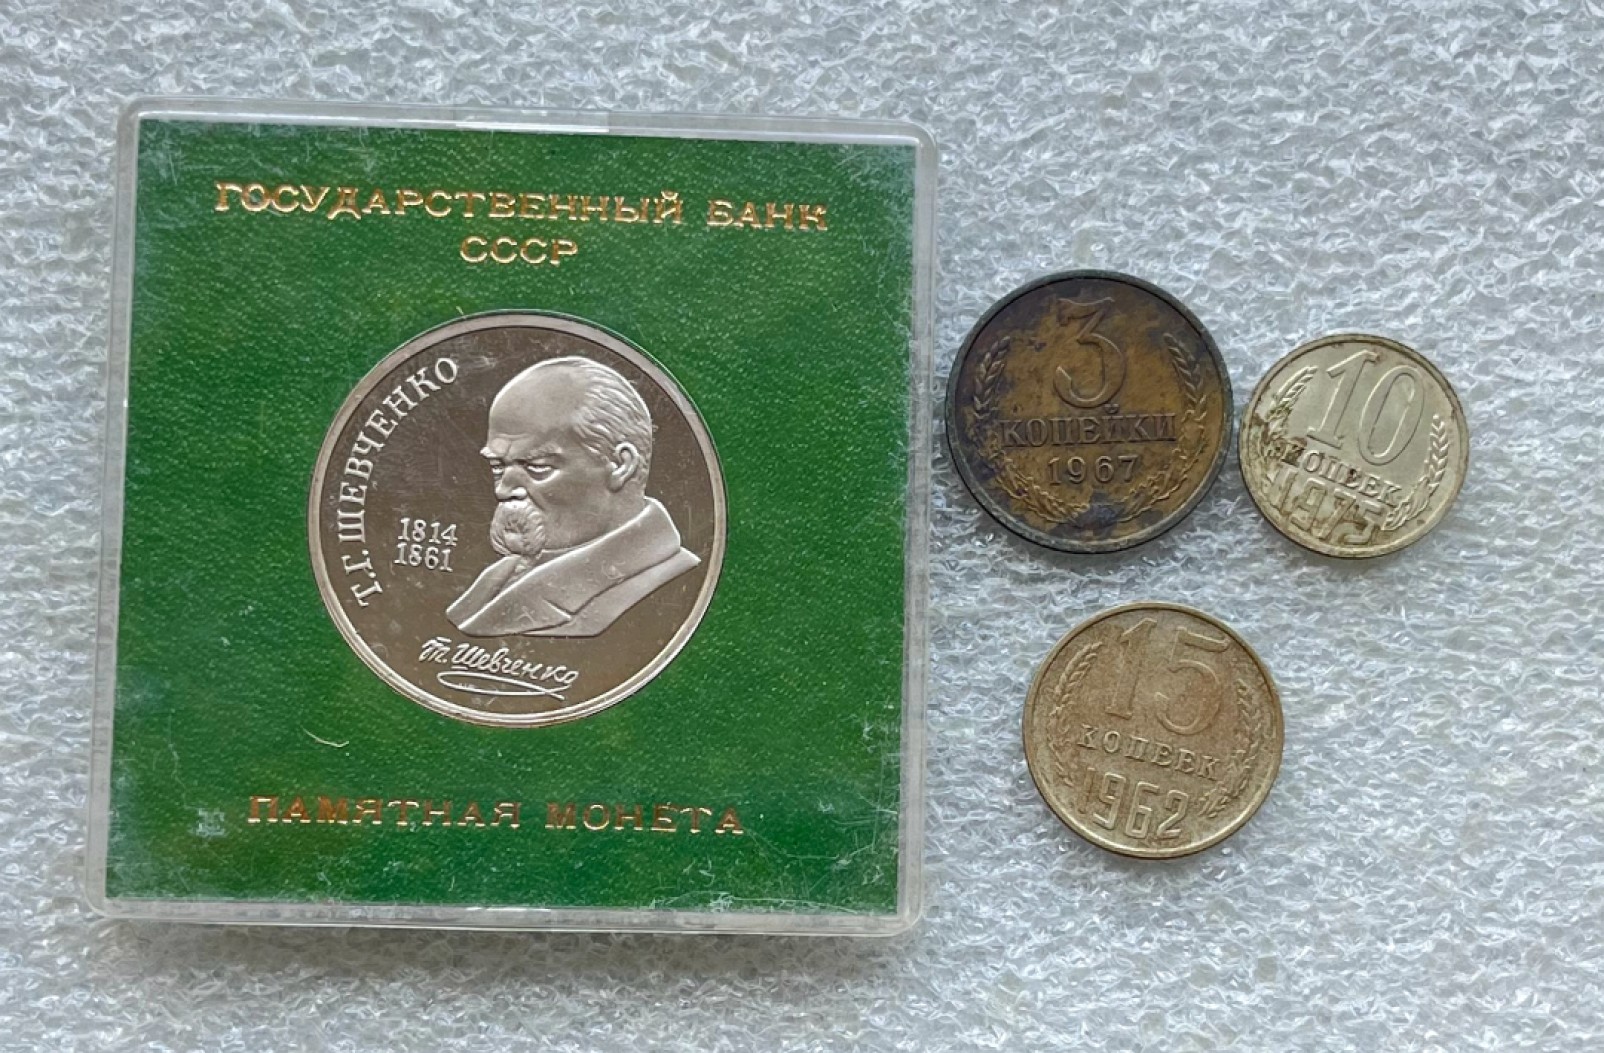 ГОСУДАРСТВЕННЫЙ БАНК
СССР
Т.Г. ШЕВЧЕНКО
1814
1861
Т. Шевченко
ПАМЯТНАЯ МОНЕТА
3
КОПЕЙКИ
1967
10
КОПЕЕК
1975
15
КОПЕЕК
1962